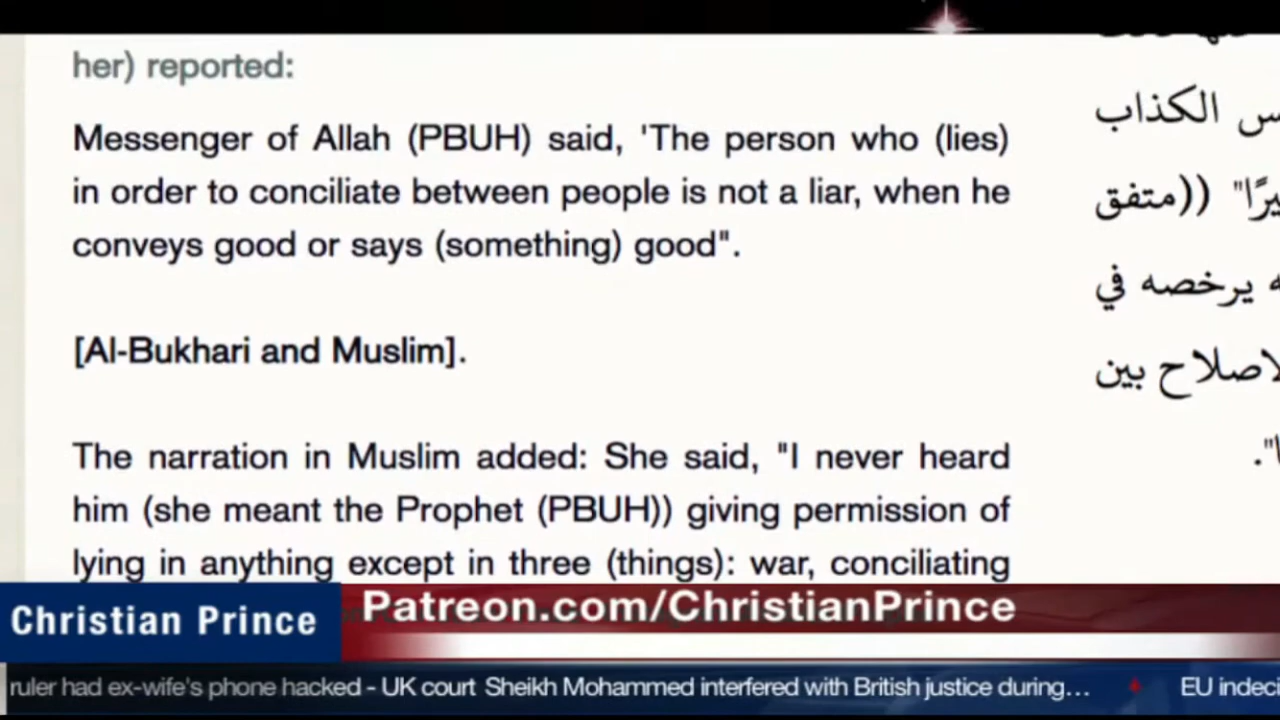 her) reported:
Messenger of Allah (PBUH) said, 'The person who (lies)
in order to conciliate between people is not a liar, when he
conveys good or says (something) good".
[Al-Bukhari and Muslim].
The narration in Muslim added: She said, "I never heard
him (she meant the Prophet (PBUH)) giving permission of
lying in anything except in three (things): war, conciliating
س الكذاب
يرًا" ((متفق
ه يرخصه في
لاصلاح بين
ا".
Christian Prince
Patreon.com/ChristianPrince
ruler had ex-wife's phone hacked - UK court Sheikh Mohammed interfered with British justice during... EU indeci